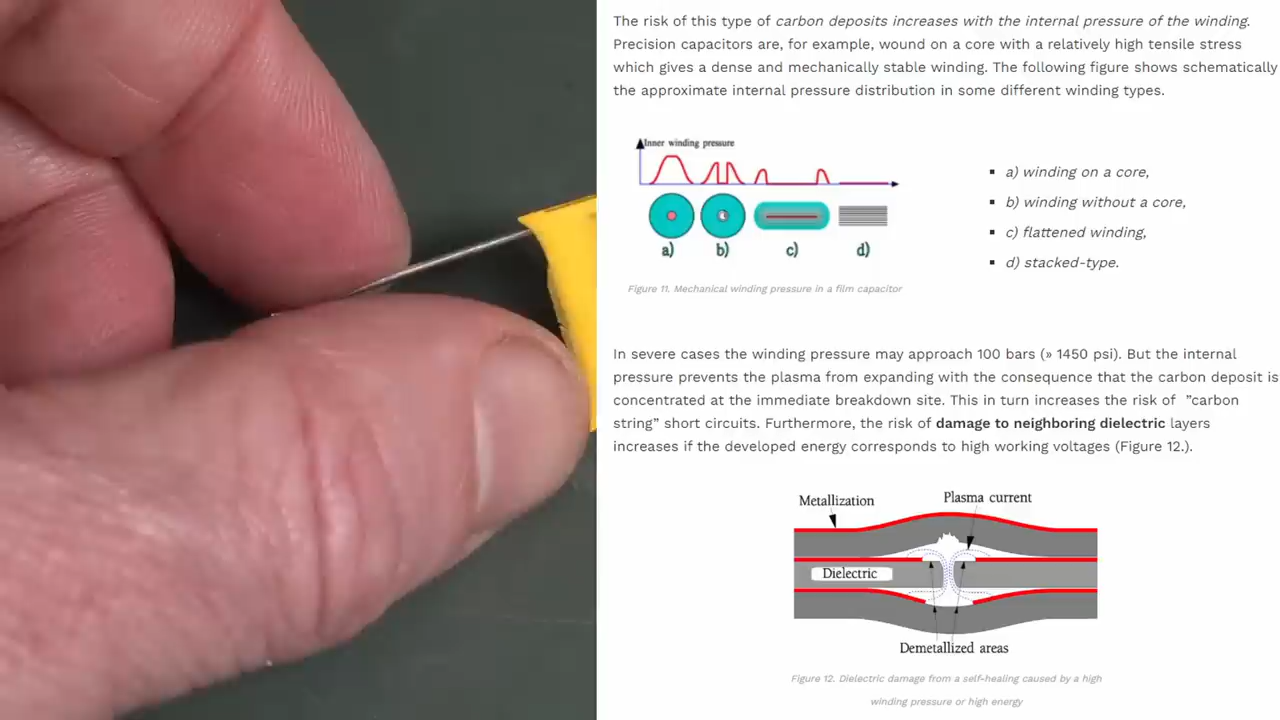 The risk of this type of carbon deposits increases with the internal pressure of the winding.
Precision capacitors are, for example, wound on a core with a relatively high tensile stress
which gives a dense and mechanically stable winding. The following figure shows schematically
the approximate internal pressure distribution in some different winding types.
Inner winding pressure
a) b) c) d)
▪ a) winding on a core,
▪ b) winding without a core,
▪ c) flattened winding,
▪ d) stacked-type.
Figure 11. Mechanical winding pressure in a film capacitor
In severe cases the winding pressure may approach 100 bars (» 1450 psi). But the internal
pressure prevents the plasma from expanding with the consequence that the carbon deposit is
concentrated at the immediate breakdown site. This in turn increases the risk of ”carbon
string” short circuits. Furthermore, the risk of damage to neighboring dielectric layers
increases if the developed energy corresponds to high working voltages (Figure 12.).
Metallization
Plasma current
Dielectric
Demetallized areas
Figure 12. Dielectric damage from a self-healing caused by a high
winding pressure or high energy